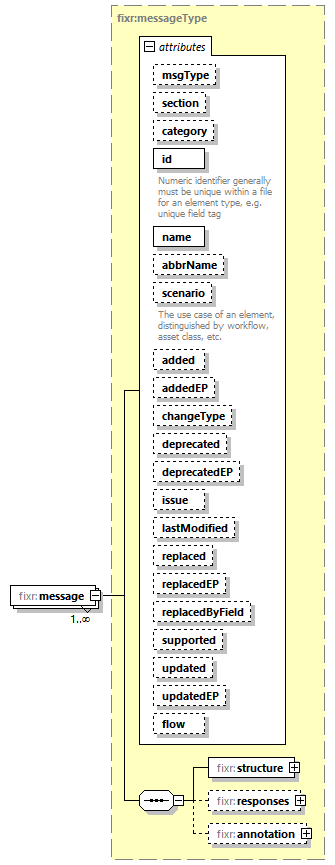 fixr:messageType
attributes
msgType
section
category
id
Numeric identifier generally
must be unique within a file
for an element type, e.g.
unique field tag
name
abbrName
scenario
The use case of an element,
distinguished by workflow,
asset class, etc.
added
addedEP
changeType
deprecated
deprecatedEP
issue
lastModified
replaced
replacedEP
replacedByField
supported
updated
updatedEP
flow
fixr:message
1..∞
fixr:structure
fixr:responses
fixr:annotation